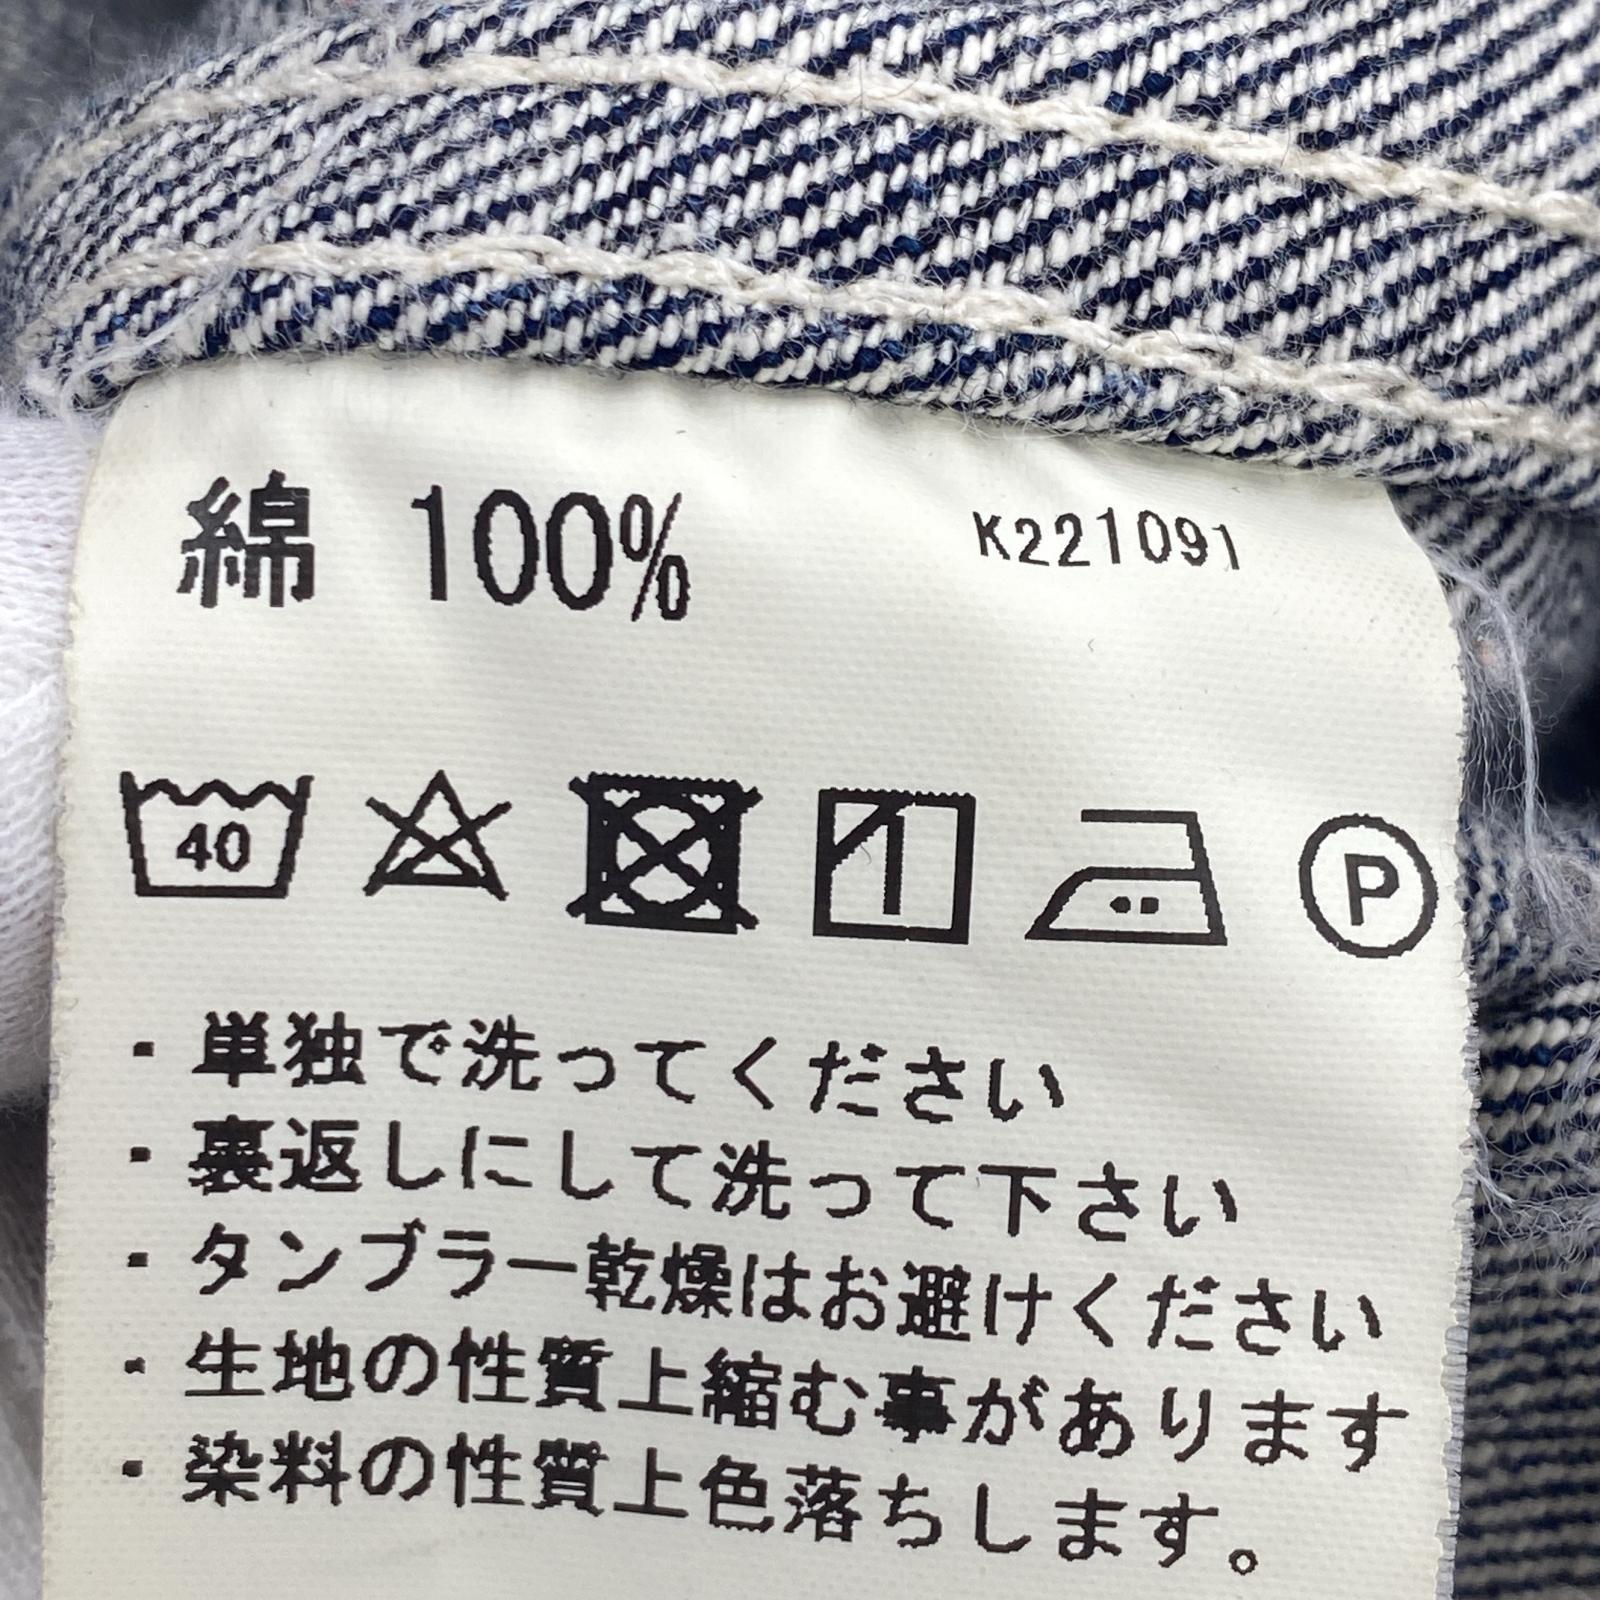 綿 100% K221091
40 P
・単独で洗ってください
・裏返しにして洗って下さい
・タンブラー乾燥はお避けください
・生地の性質上縮む事があります
・染料の性質上色落ちします。